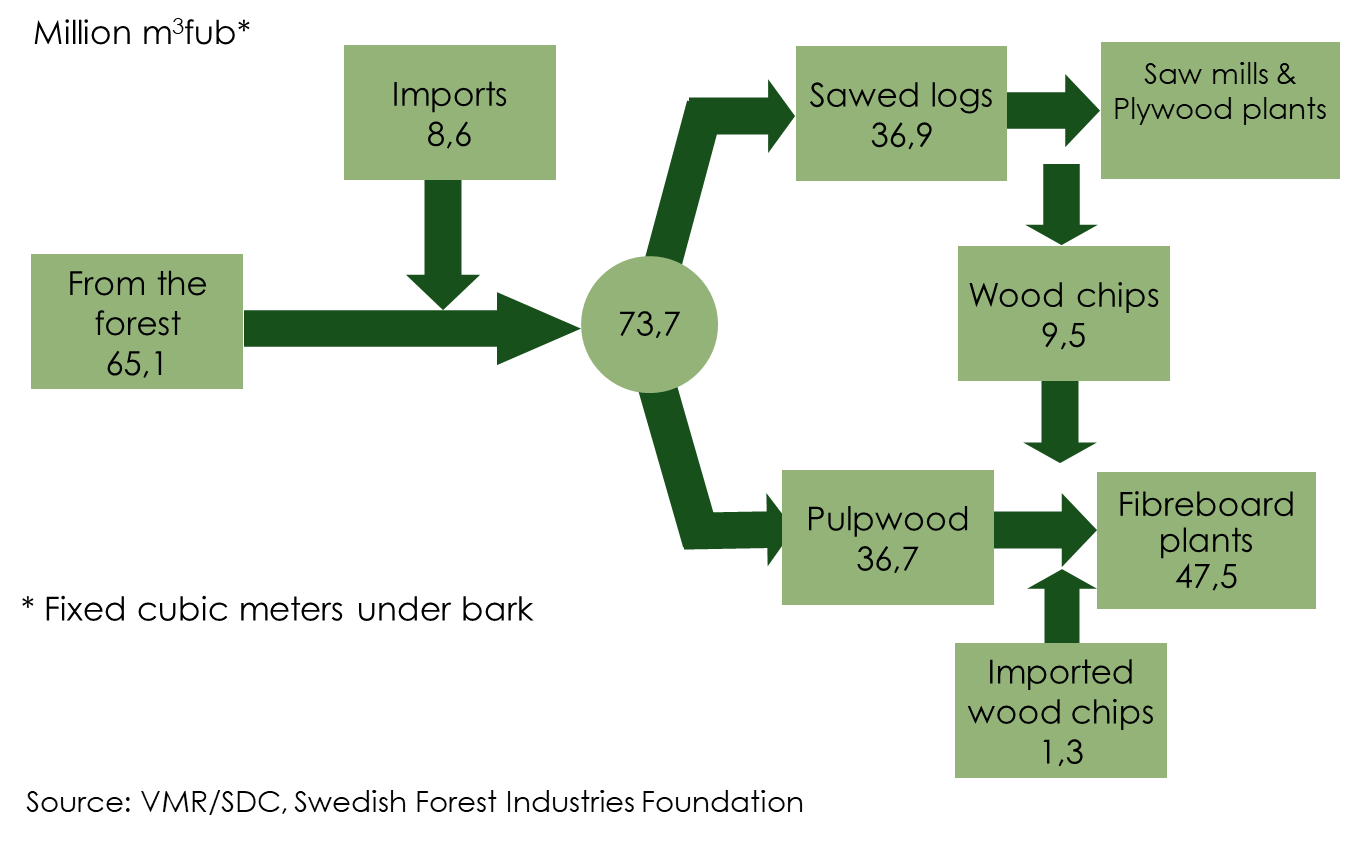 Million m³fub*
Imports
8,6
From the
forest
65,1
73,7
Sawed logs
36,9
Saw mills &
Plywood plants
Wood chips
9,5
Pulpwood
36,7
Fibreboard
plants
47,5
Imported
wood chips
1,3
* Fixed cubic meters under bark
Source: VMR/SDC, Swedish Forest Industries Foundation